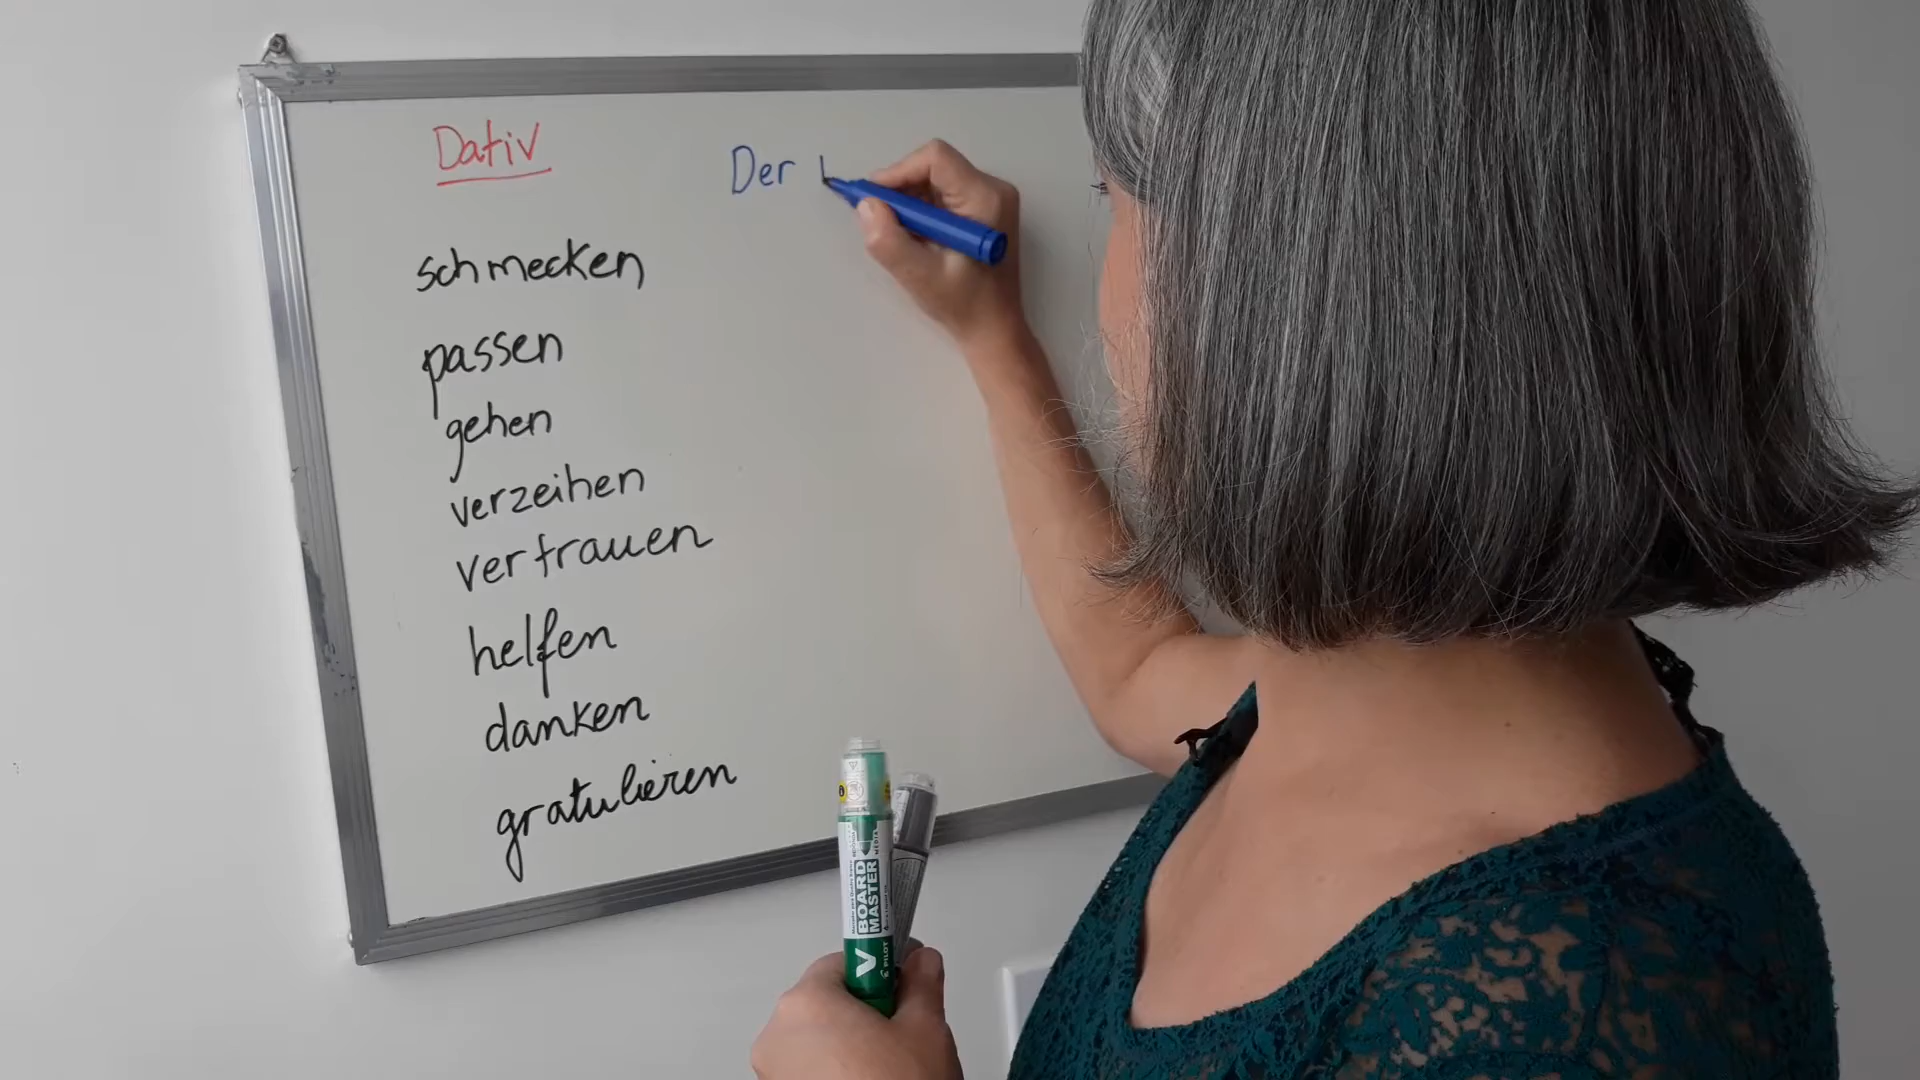 Dativ
Der
schmecken
passen
gehen
verzeihen
vertrauen
helfen
danken
gratulieren
BOARD
MASTER
V
PILOT